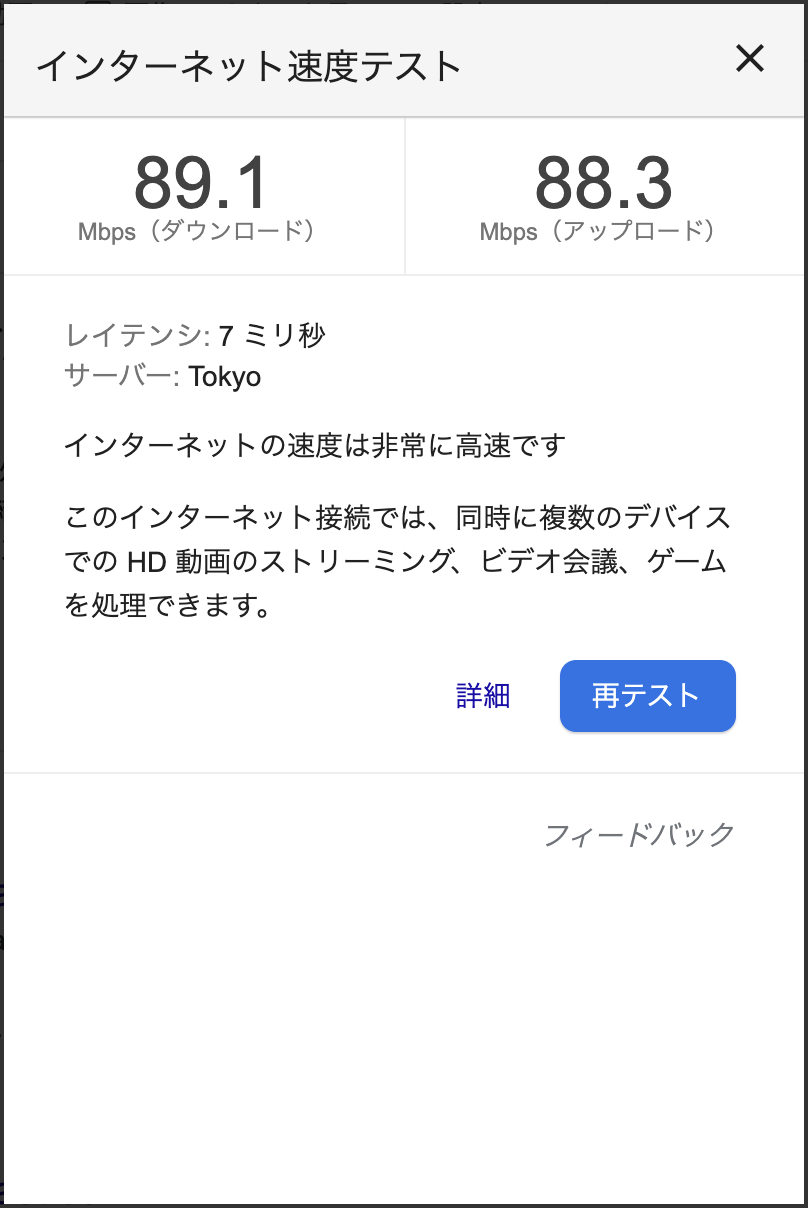 インターネット速度テスト
89.1
Mbps（ダウンロード）
88.3
Mbps（アップロード）
レイテンシ: 7 ミリ秒
サーバー: Tokyo
インターネットの速度は非常に高速です
このインターネット接続では、同時に複数のデバイス
での HD 動画のストリーミング、ビデオ会議、ゲーム
を処理できます。
詳細
再テスト
フィードバック